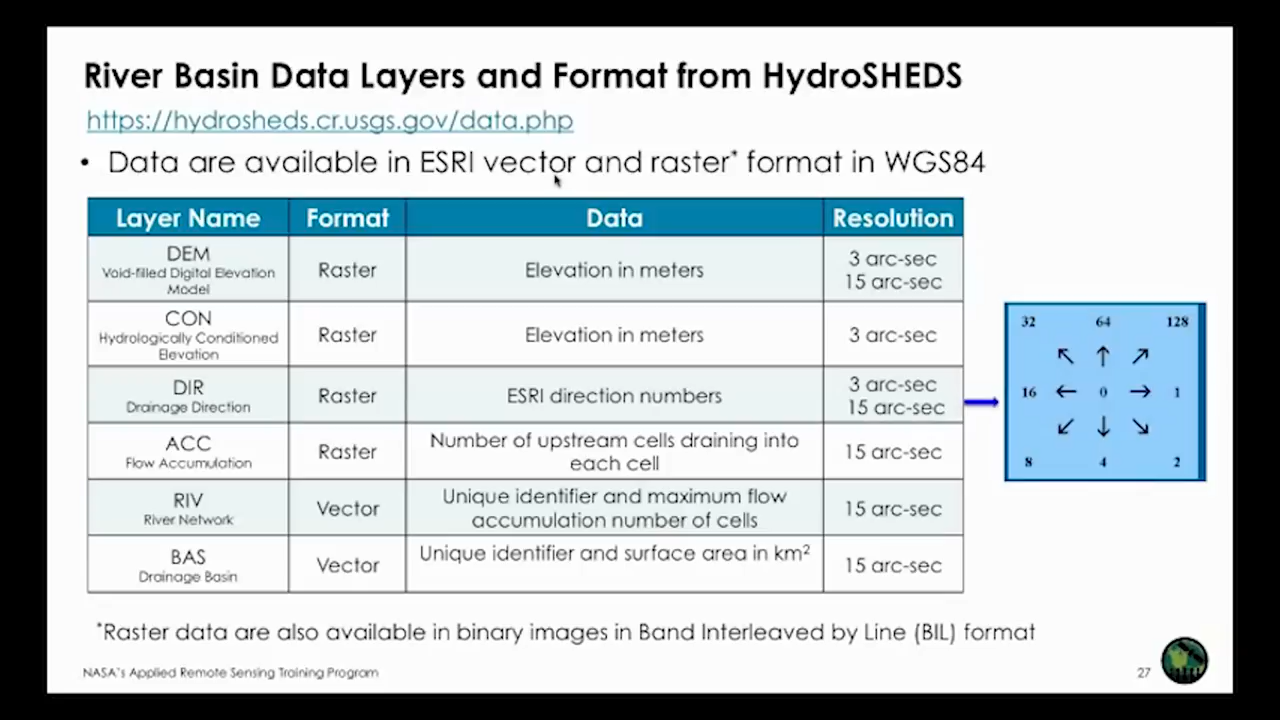 River Basin Data Layers and Format from HydroSHEDS
https://hydrosheds.cr.usgs.gov/data.php
• Data are available in ESRI vector and raster* format in WGS84
Layer Name Format Data Resolution
DEM
Void-filled Digital Elevation
Model
Raster
Elevation in meters
3 arc-sec
15 arc-sec
CON
Hydrologically Conditioned
Elevation
Raster
Elevation in meters
3 arc-sec
DIR
Drainage Direction
Raster
ESRI direction numbers
3 arc-sec
15 arc-sec
ACC
Flow Accumulation
Raster
Number of upstream cells draining into
each cell
15 arc-sec
RIV
River Network
Vector
Unique identifier and maximum flow
accumulation number of cells
15 arc-sec
BAS
Drainage Basin
Vector
Unique identifier and surface area in km²
15 arc-sec
32 64 128
16 0 1
8 4 2
*Raster data are also available in binary images in Band Interleaved by Line (BIL) format
NASA's Applied Remote Sensing Training Program
27